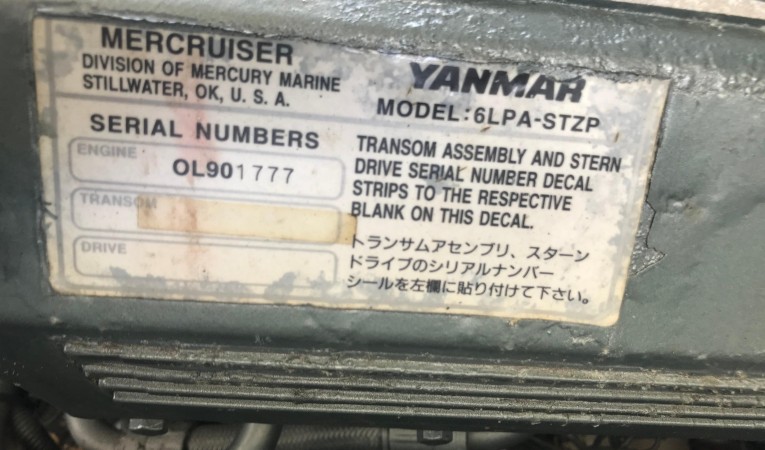 MERCRUISER
DIVISION OF MERCURY MARINE
STILLWATER, OK, U. S. A.
YANMAR
MODEL:6LPA-STZP
SERIAL NUMBERS
ENGINE
OL901777
TRANSOM
DRIVE
TRANSOM ASSEMBLY AND STERN
DRIVE SERIAL NUMBER DECAL
STRIPS TO THE RESPECTIVE
BLANK ON THIS DECAL.
トランサムアセンブリ、スターン
ドライブのシリアルナンバー
シールを左欄に貼り付けて下さい。